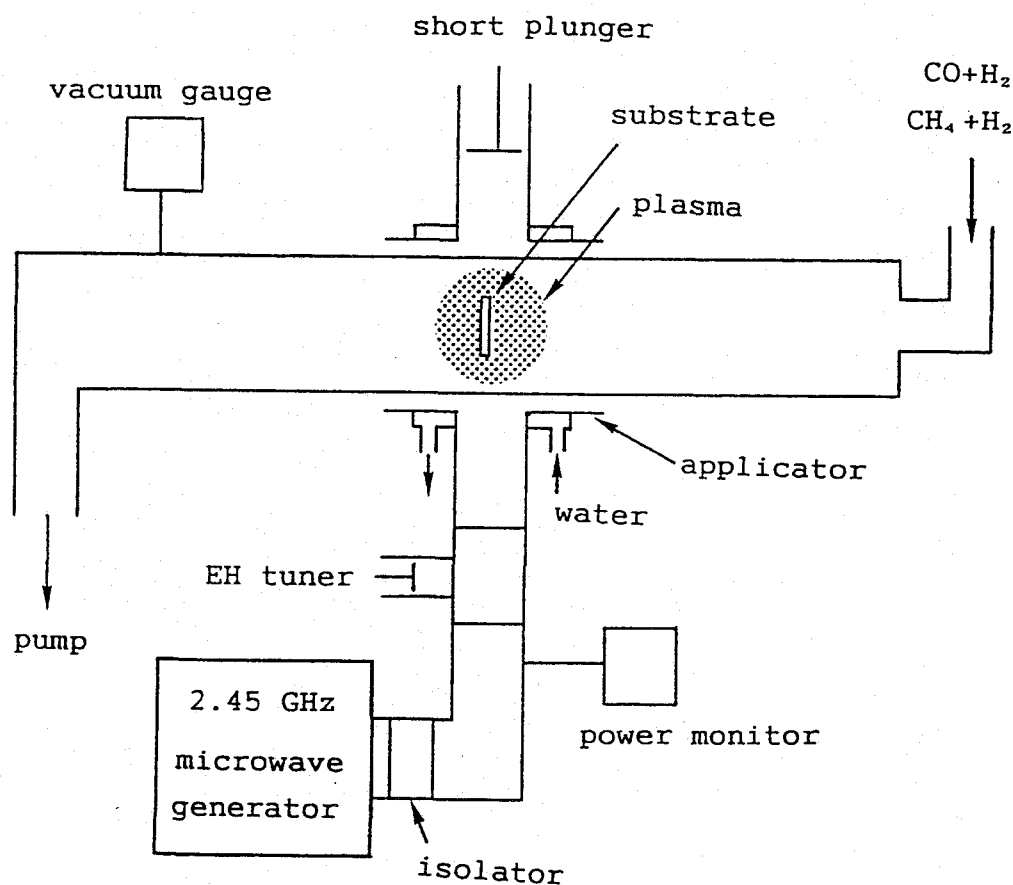 short plunger
vacuum gauge
CO+H₂
CH₄ +H₂
substrate
plasma
applicator
water
EH tuner
pump
2.45 GHz
microwave
generator
power monitor
isolator